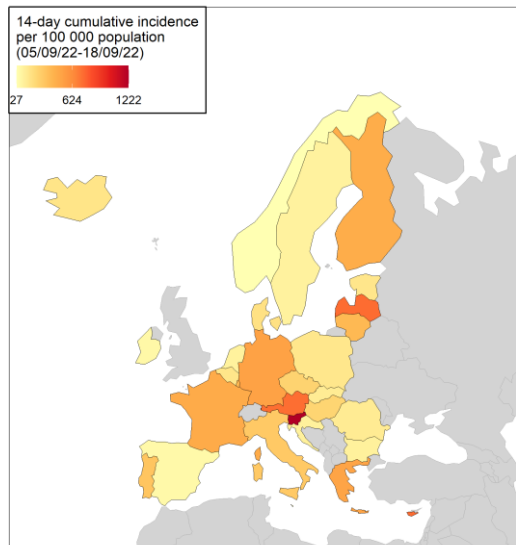 14-day cumulative incidence
per 100 000 population
(05/09/22-18/09/22)
27 624 1222